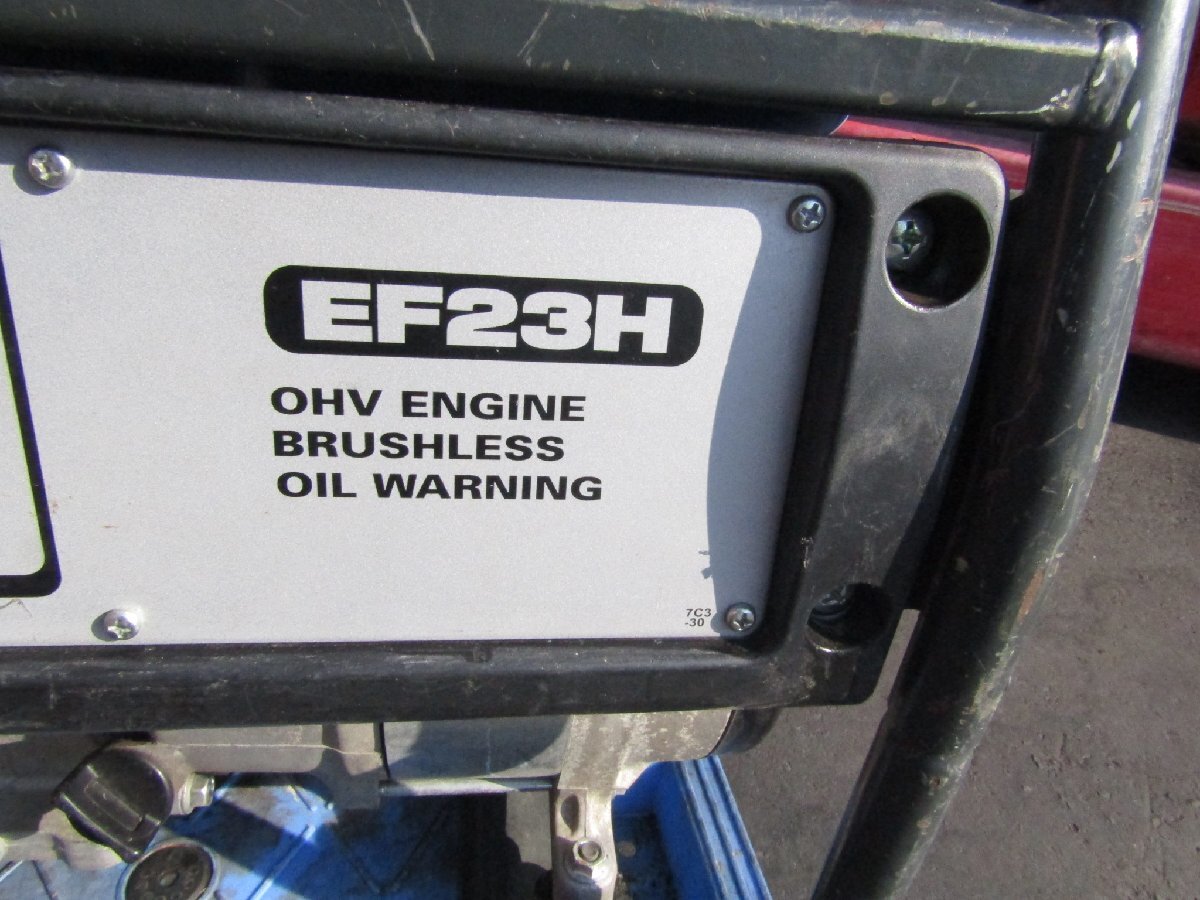 EF23H
OHV ENGINE
BRUSHLESS
OIL WARNING
7C3
-30